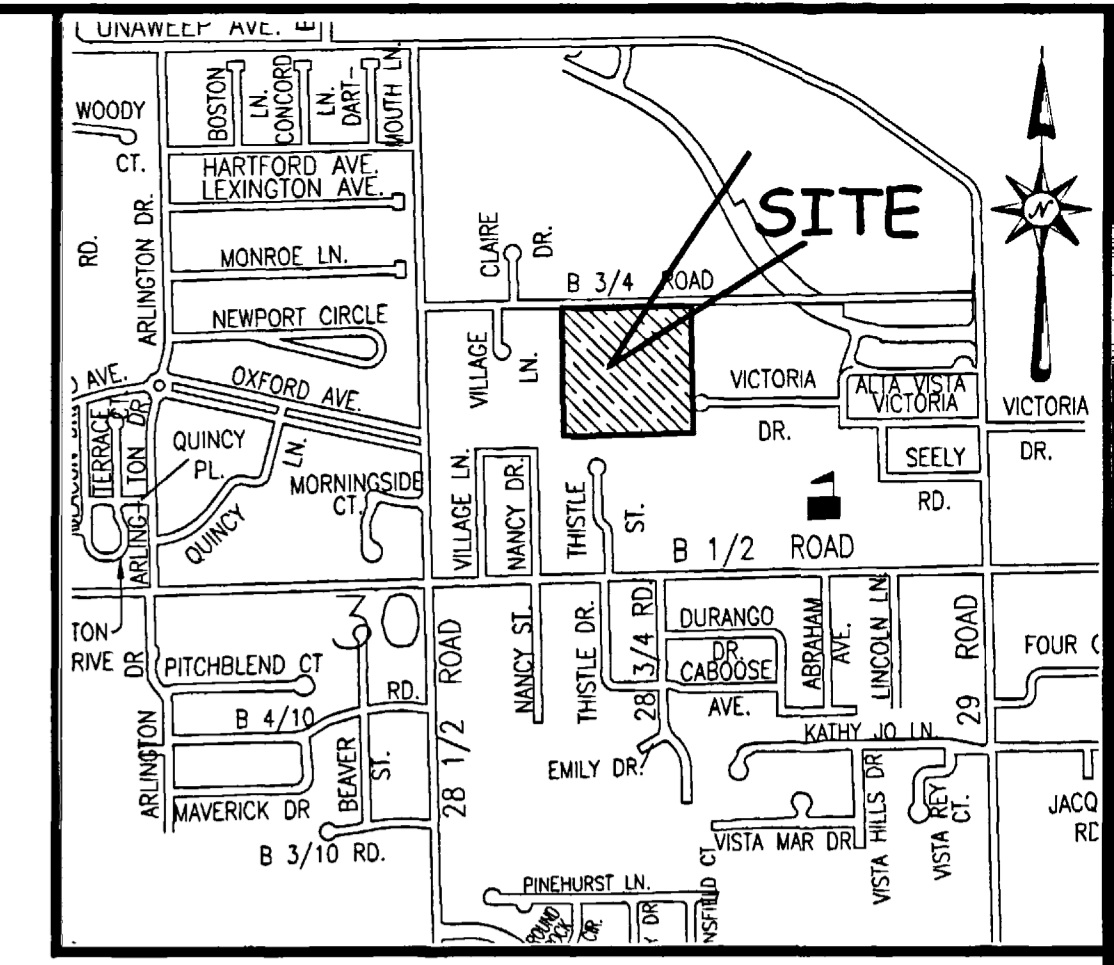 UNAWEEP AVE.
WOODY
CT.
BOSTON
LN.
CONCORD
LN.
DART-
MOUTH LN.
HARTFORD AVE.
LEXINGTON AVE.
RD.
ARLINGTON DR.
MONROE LN.
CLAIRE
DR.
SITE
N
B 3/4 ROAD
NEWPORT CIRCLE
VILLAGE
LN.
AVE.
OXFORD AVE.
VICTORIA
DR.
ALTA VISTA
VICTORIA
VICTORIA
DR.
TERRACE
CT.
ARLING-
TON DR.
QUINCY
PL.
QUINCY
LN.
MORNINGSIDE
CT.
VILLAGE LN.
NANCY DR.
THISTLE
ST.
SEELY
RD.
B 1/2 ROAD
30
TON
RIVE
DR
PITCHBLEND CT
28 1/2 ROAD
NANCY ST.
THISTLE DR.
28 3/4 RD.
DURANGO
DR.
CABOOSE
AVE.
ABRAHAM
AVE.
LINCOLN LN.
29 ROAD
FOUR
B 4/10
RD.
ARLINGTON
BEAVER
ST.
EMILY DR.
KATHY JO LN.
MAVERICK DR
B 3/10 RD.
VISTA MAR DR.
VISTA HILLS DR
VISTA REY
CT.
JACQ
RD
PINEHURST LN.
ROUND
CIR.
Y DR
NSFIELD CT